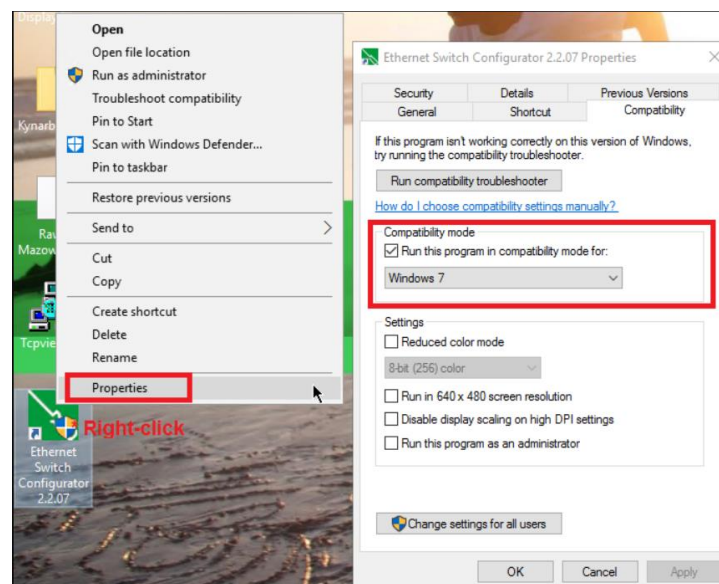 Display
Kynarb
Mazow
Tcpvie
Open
Open file location
Run as administrator
Troubleshoot compatibility
Pin to Start
Scan with Windows Defender...
Pin to taskbar
Restore previous versions
Send to
Cut
Copy
Create shortcut
Delete
Rename
Properties
Right-click
Ethernet
Switch
Configurator
2.2.07
Ethernet Switch Configurator 2.2.07 Properties
Security Details Previous Versions
General Shortcut Compatibility
If this program isn't working correctly on this version of Windows,
try running the compatibility troubleshooter.
Run compatibility troubleshooter
How do I choose compatibility settings manually?
Compatibility mode
Run this program in compatibility mode for:
Windows 7
Settings
Reduced color mode
8-bit (256) color
Run in 640 x 480 screen resolution
Disable display scaling on high DPI settings
Run this program as an administrator
Change settings for all users
OK Cancel Apply